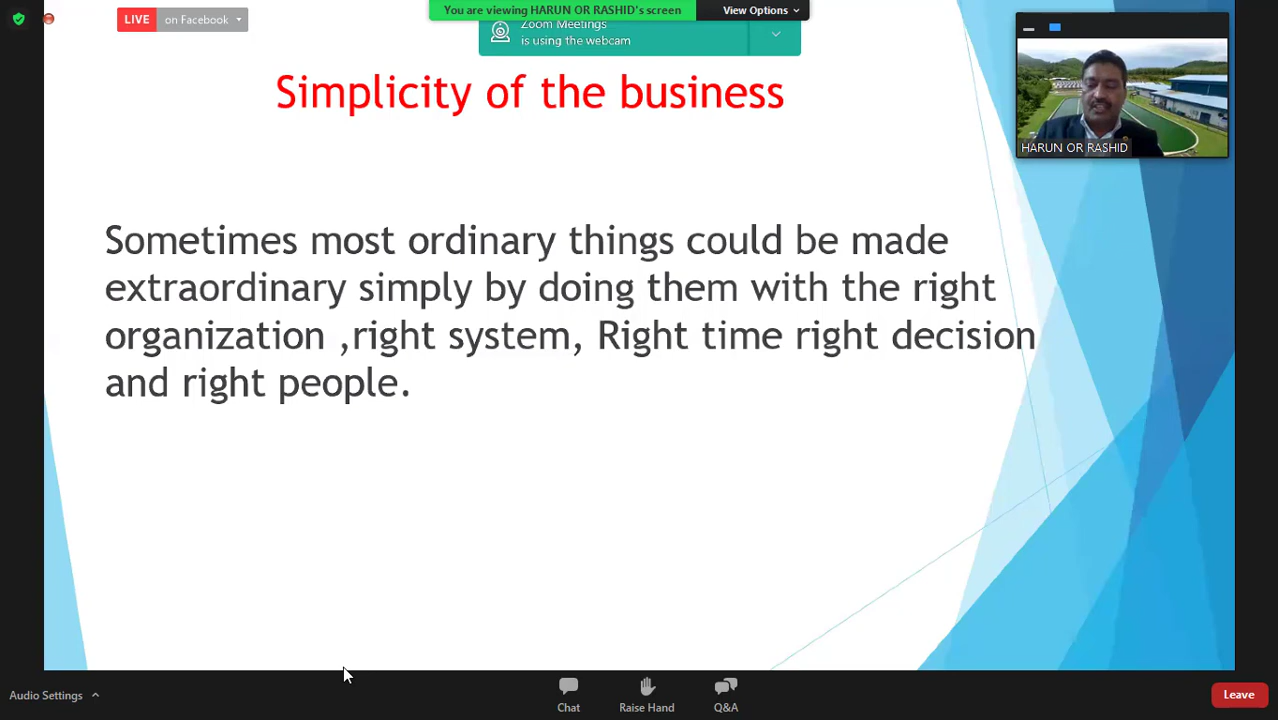 LIVE on Facebook
You are viewing HARUN OR RASHID's screen
View Options
Zoom Meetings
is using the webcam
Simplicity of the business
HARUN OR RASHID
Sometimes most ordinary things could be made
extraordinary simply by doing them with the right
organization ,right system, Right time right decision
and right people.
Audio Settings
Chat
Raise Hand
Q&A
Leave